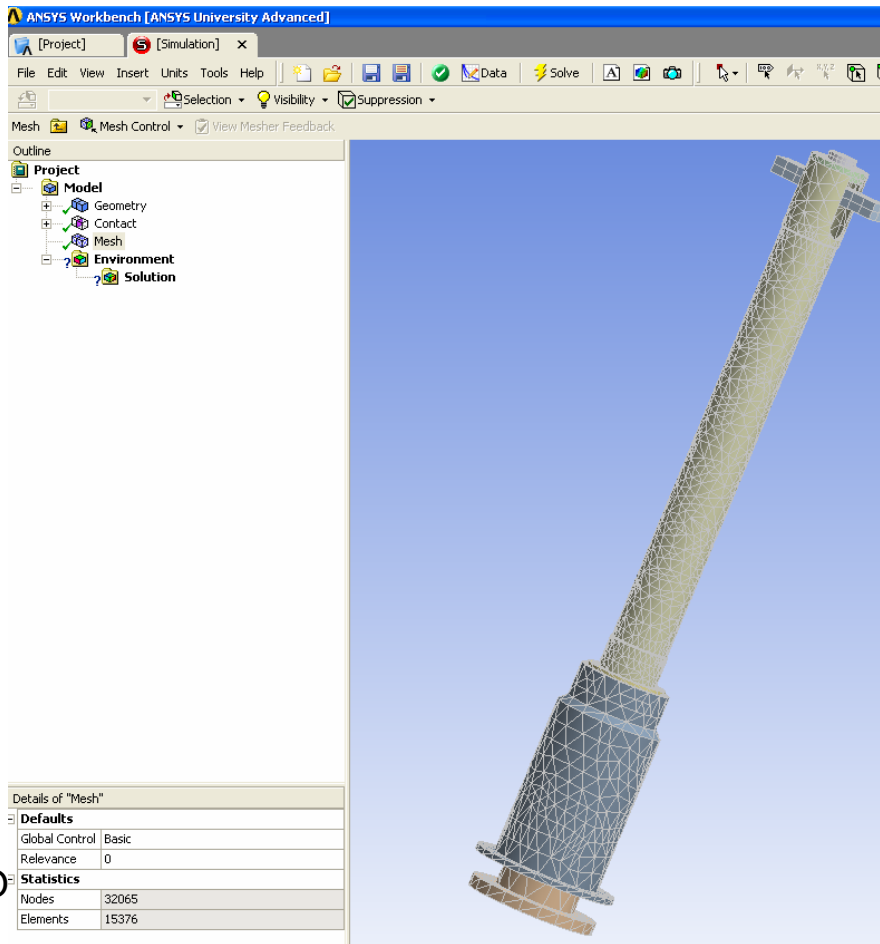 ANSYS Workbench [ANSYS University Advanced]
[Project] [Simulation] ×
File Edit View Insert Units Tools Help Data Solve A
Selection Visibility Suppression
Mesh Mesh Control View Mesher Feedback
Outline
Project
Model
Geometry
Contact
Mesh
? Environment
? Solution
Details of "Mesh"
Defaults
Global Control Basic
Relevance 0
Statistics
Nodes 32065
Elements 15376